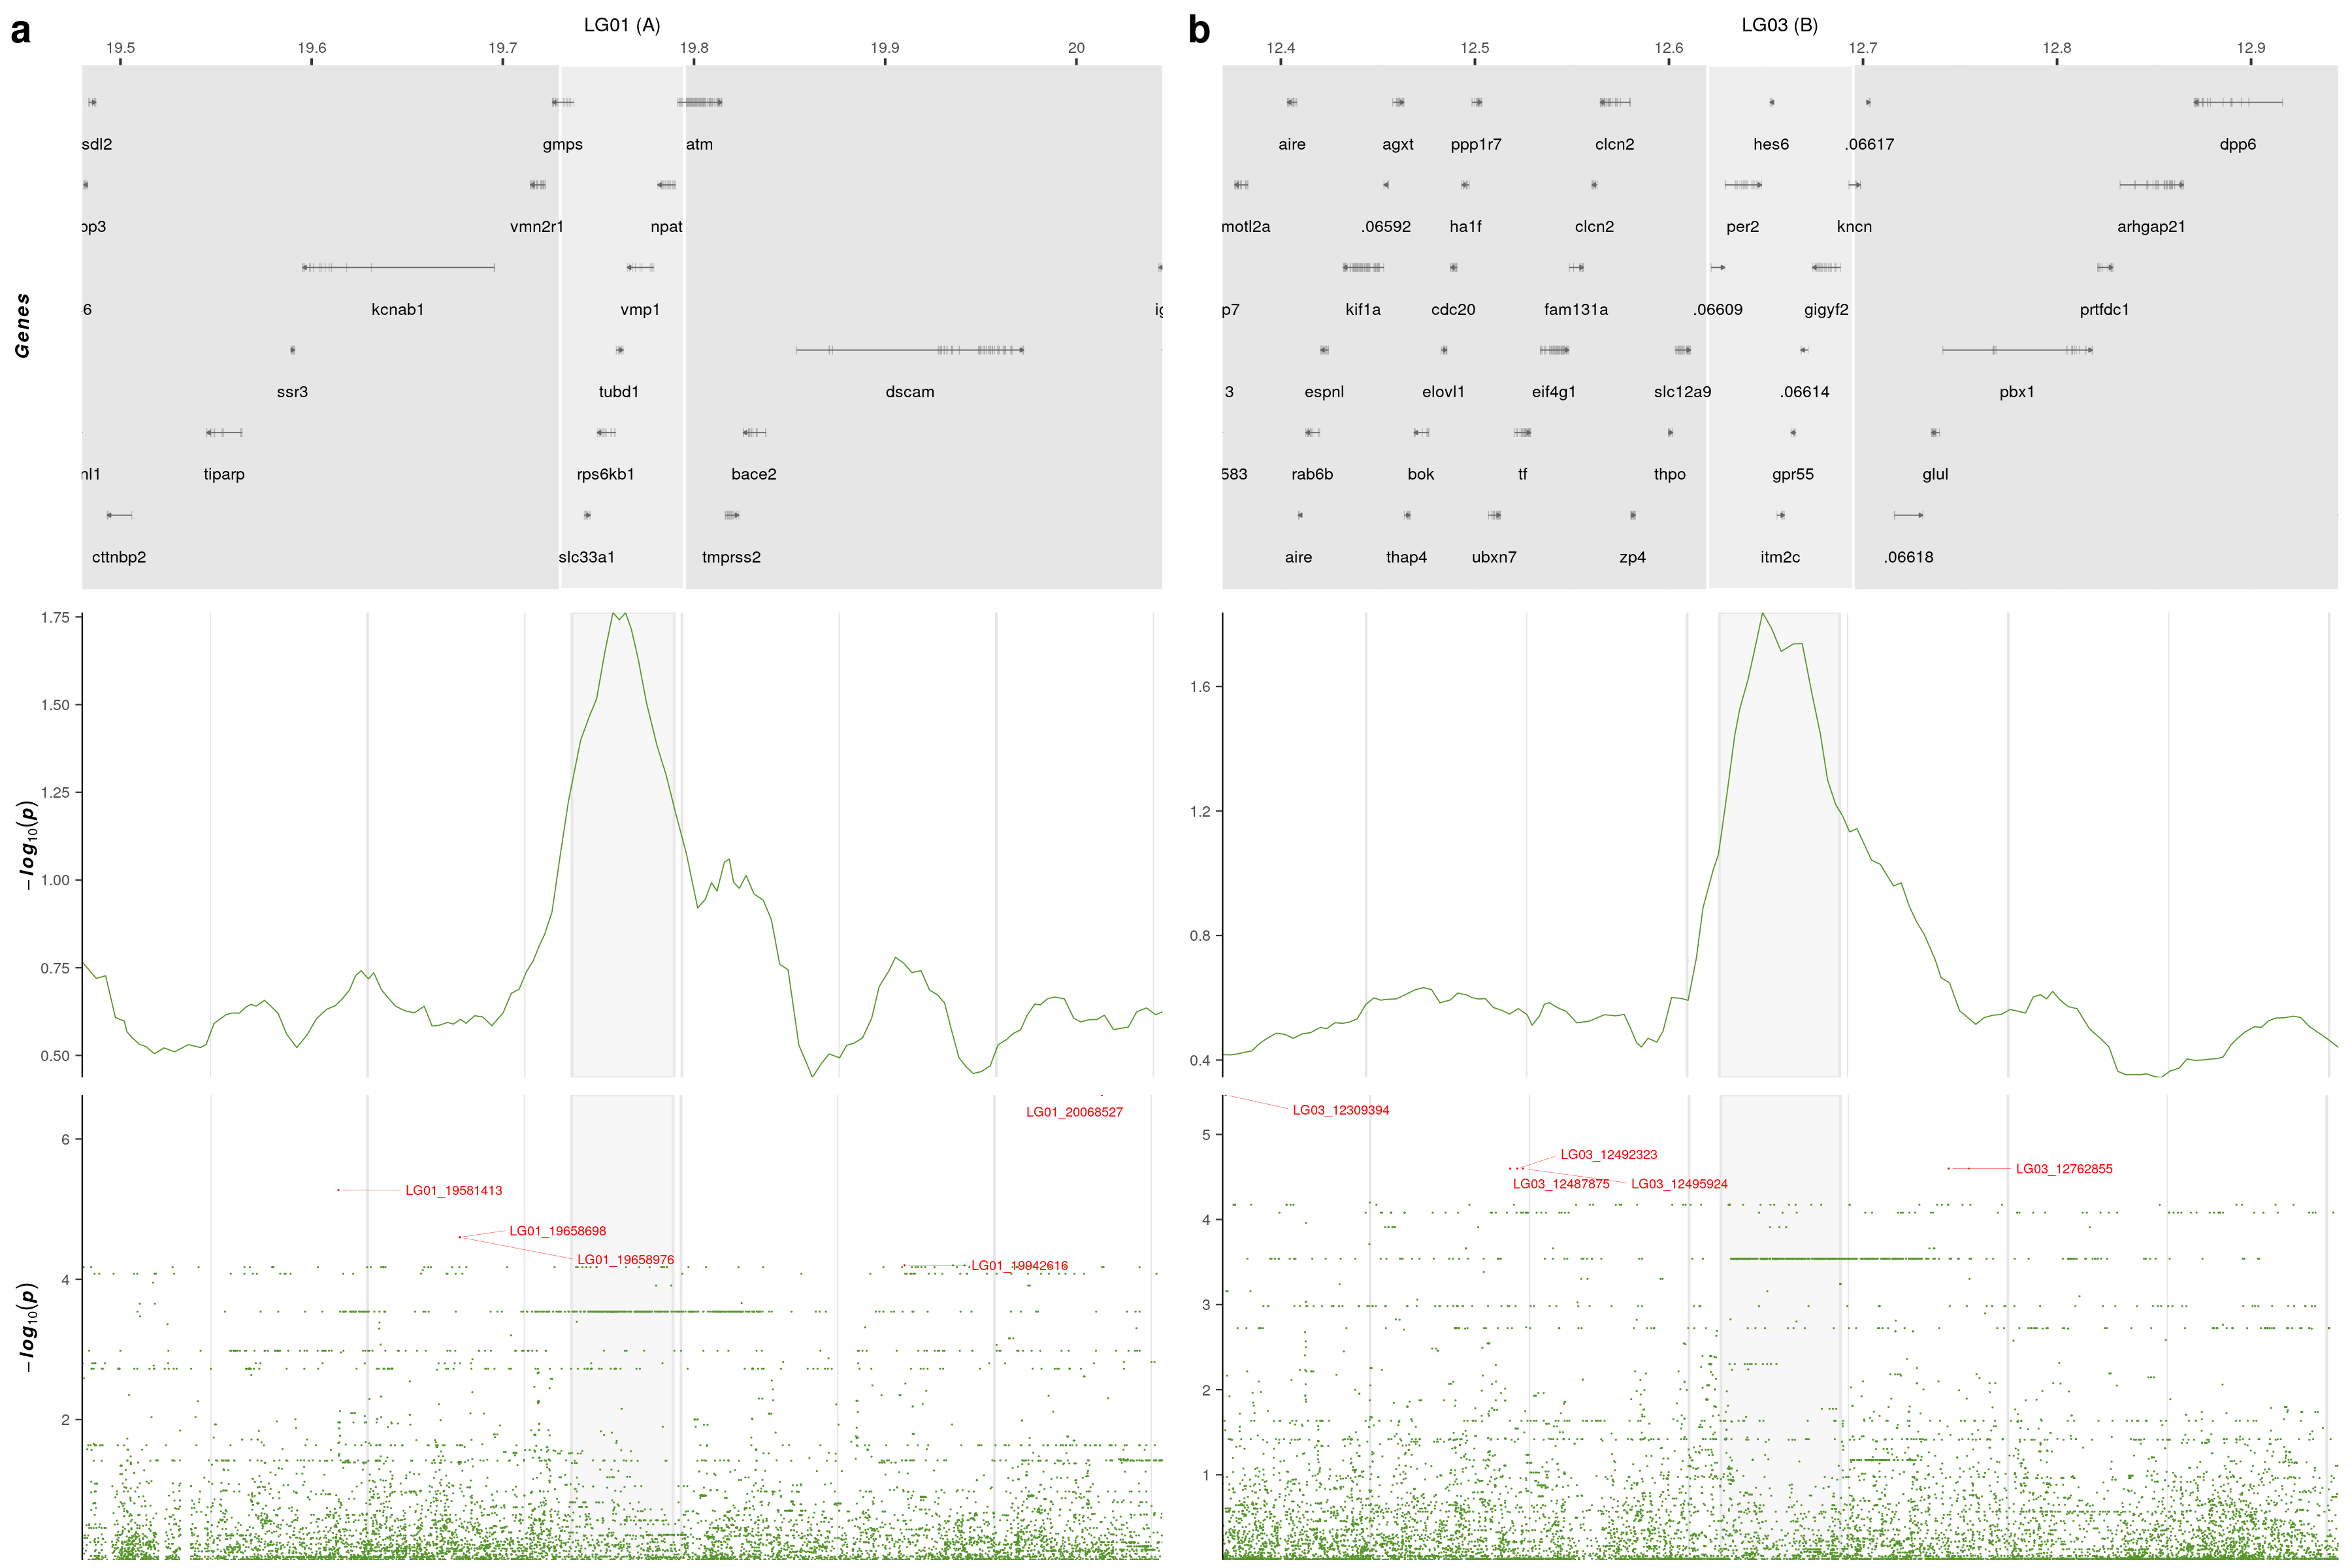 a
LG01 (A)
19.5 19.6 19.7 19.8 19.9 20
Genes
sdl2 gmps atm
pp3 vmn2r1 npat
kcnab1 vmp1
ssr3 tubd1 dscam
nl1 tiparp rps6kb1 bace2
cttnbp2 slc33a1 tmprss2
−log10(p)
1.75
1.50
1.25
1.00
0.75
0.50
−log10(p)
6
4
2
LG01_20068527
LG01_19581413
LG01_19658698
LG01_19658976
LG01_19942616
b
LG03 (B)
12.4 12.5 12.6 12.7 12.8 12.9
aire agxt ppp1r7 clcn2 hes6 .06617 dpp6
motl2a .06592 ha1f clcn2 per2 kncn arhgap21
p7 kif1a cdc20 fam131a .06609 gigyf2 prtfdc1
3 espnl elovl1 eif4g1 slc12a9 .06614 pbx1
583 rab6b bok tf thpo gpr55 glul
aire thap4 ubxn7 zp4 itm2c .06618
1.6
1.2
0.8
0.4
5
4
3
2
1
LG03_12309394
LG03_12492323
LG03_12487875 LG03_12495924
LG03_12762855